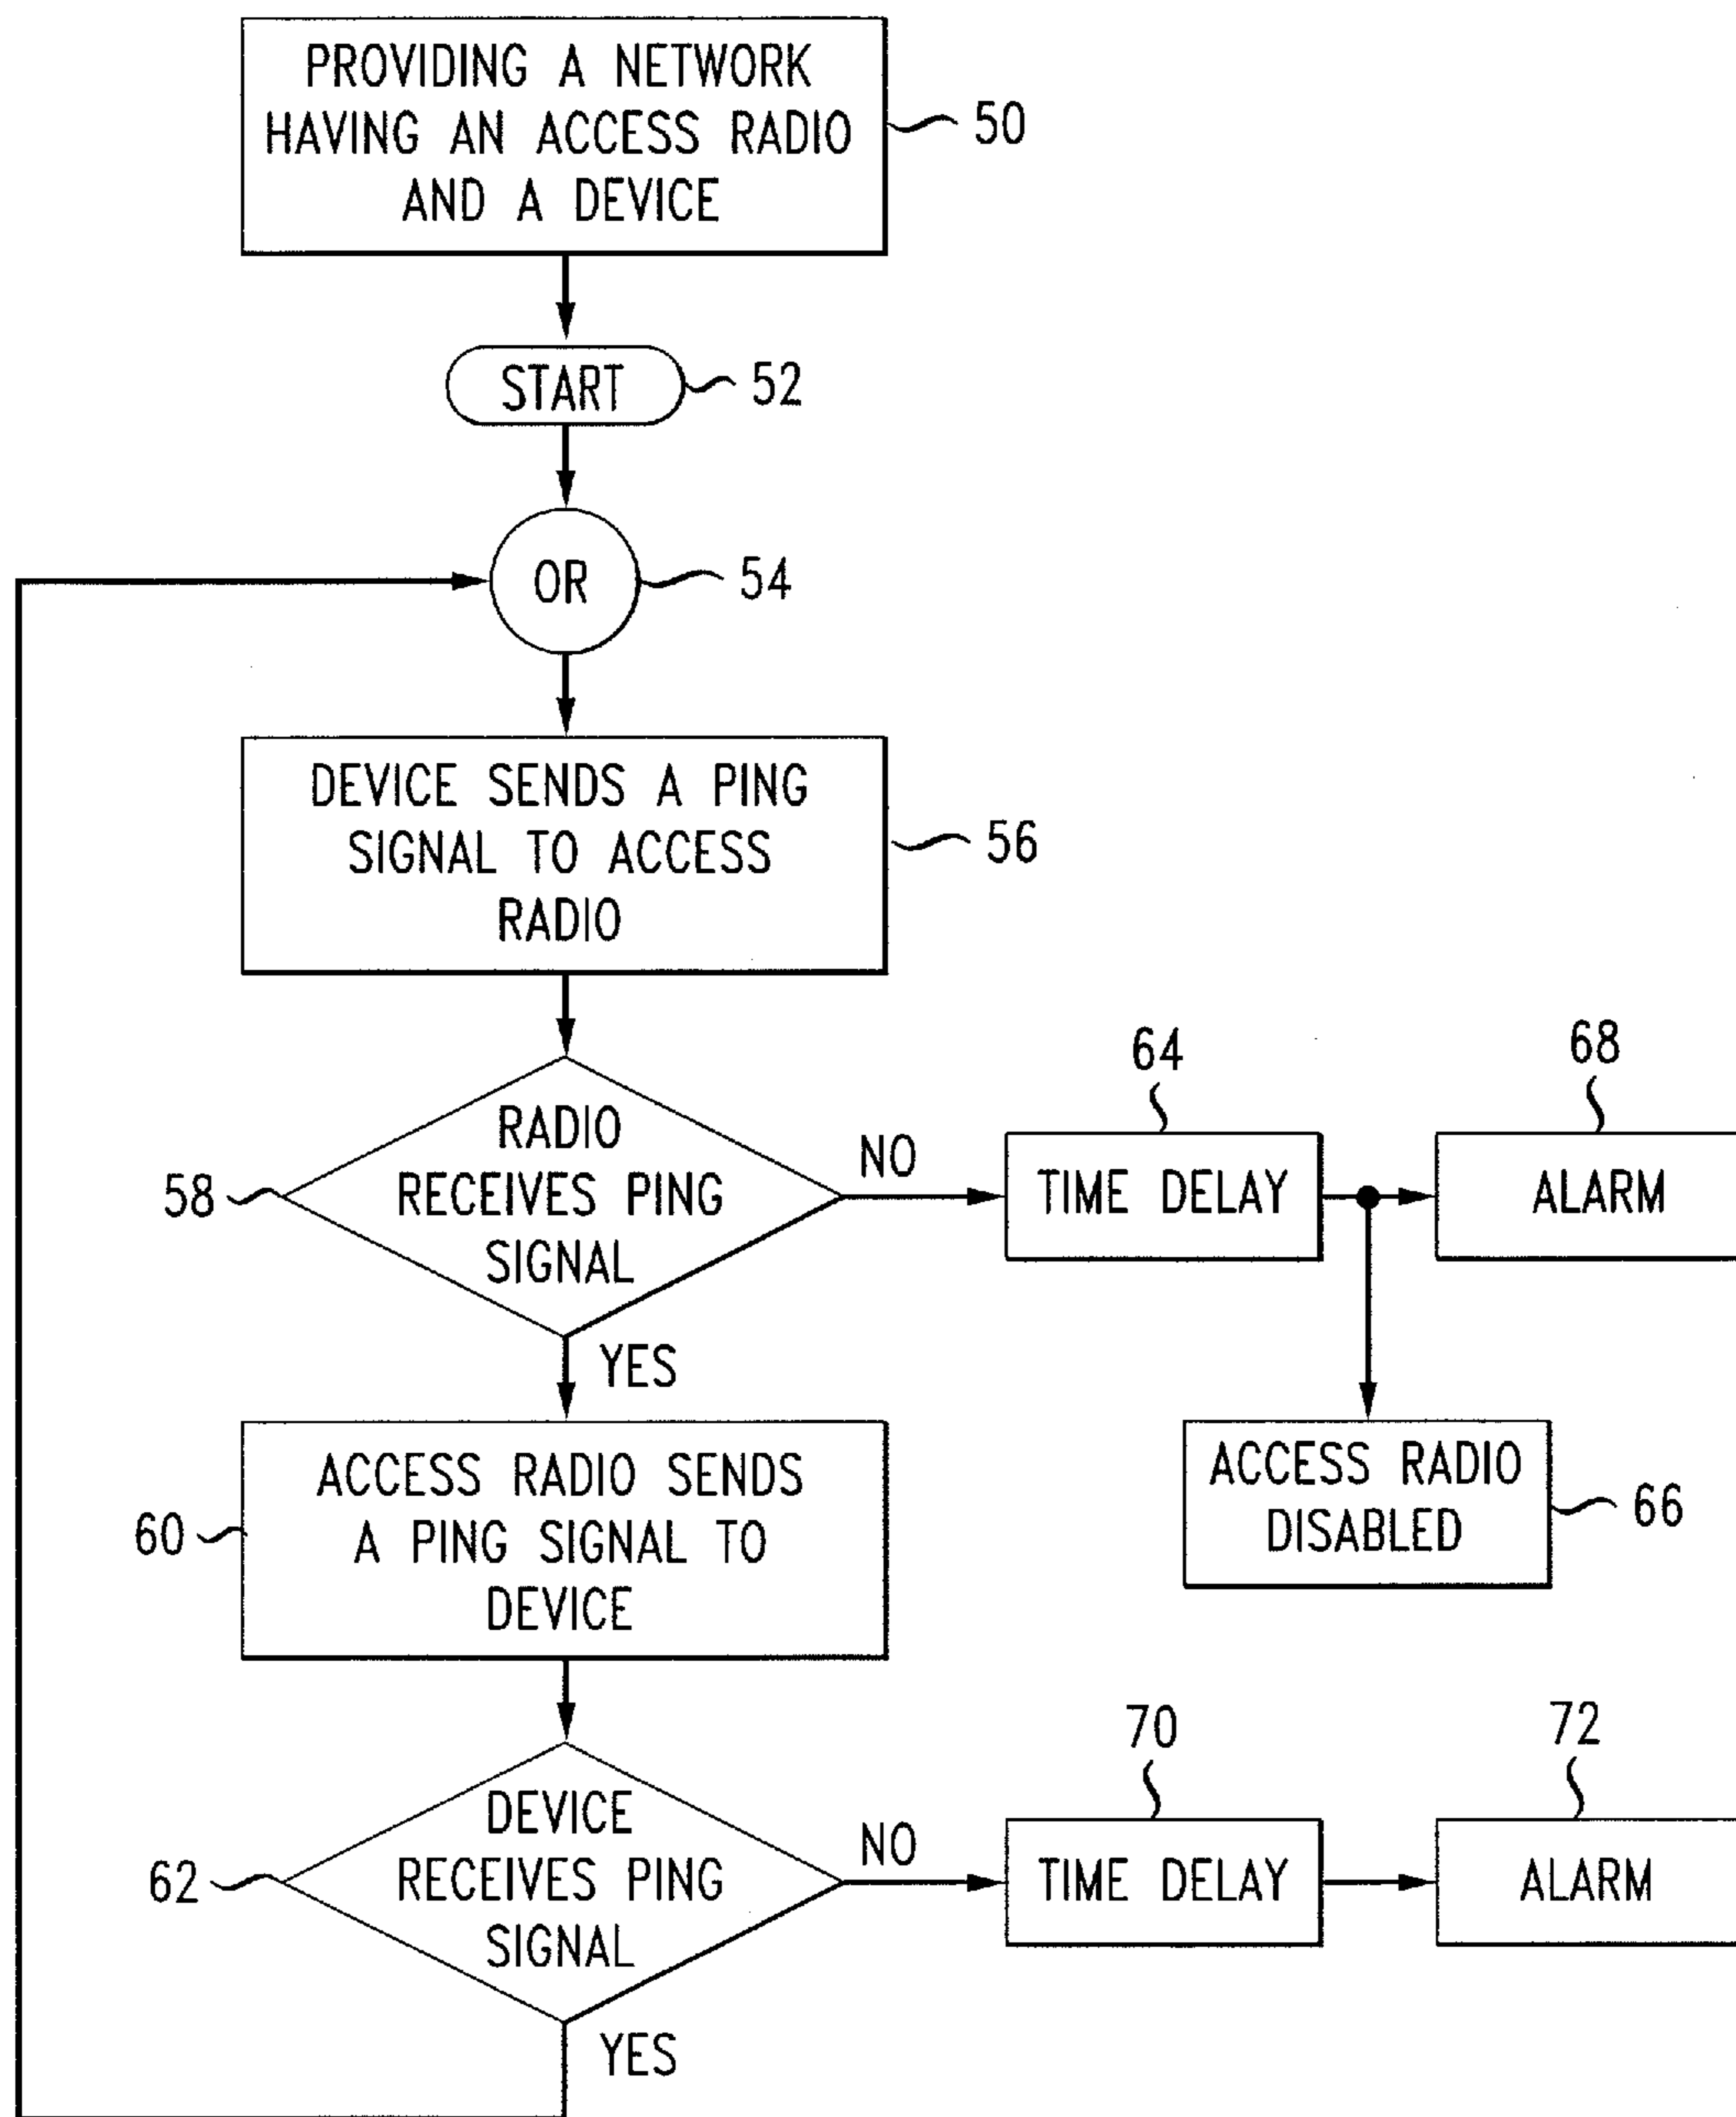 PROVIDING A NETWORK
HAVING AN ACCESS RADIO
AND A DEVICE
50
START
52
OR
54
DEVICE SENDS A PING
SIGNAL TO ACCESS
RADIO
56
RADIO
RECEIVES PING
SIGNAL
58
NO
64
TIME DELAY
68
ALARM
YES
ACCESS RADIO
DISABLED
66
ACCESS RADIO SENDS
A PING SIGNAL TO
DEVICE
60
DEVICE
RECEIVES PING
SIGNAL
62
NO
70
TIME DELAY
72
ALARM
YES